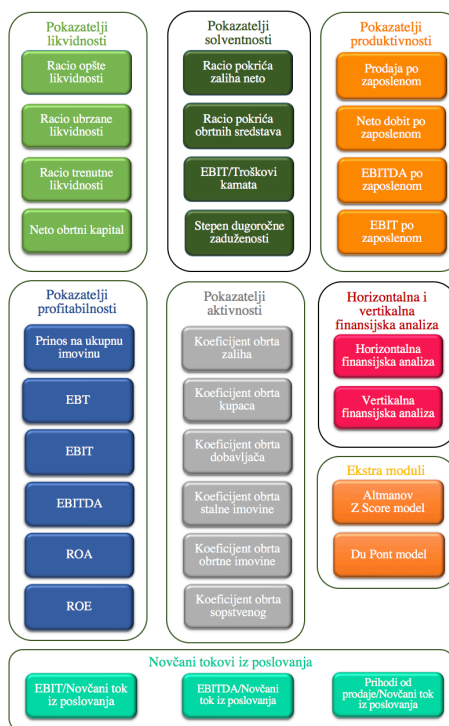 Pokazatelji
likvidnosti
Racio opšte
likvidnosti
Racio ubrzane
likvidnosti
Racio trenutne
likvidnosti
Neto obrtni kapital
Pokazatelji
solventnosti
Racio pokrića
zaliha neto
Racio pokrića
obrtnih sredstava
EBIT/Troškovi
kamata
Stepen dugoročne
zaduženosti
Pokazatelji
produktivnosti
Prodaja po
zaposlenom
Neto dobit po
zaposlenom
EBITDA po
zaposlenom
EBIT po
zaposlenom
Pokazatelji
profitabilnosti
Prinos na ukupnu
imovinu
EBT
EBIT
EBITDA
ROA
ROE
Pokazatelji
aktivnosti
Koeficijent obrta
zaliha
Koeficijent obrta
kupaca
Koeficijent obrta
dobavljača
Koeficijent obrta
stalne imovine
Koeficijent obrta
obrtne imovine
Koeficijent obrta
sopstvenog
Horizontalna i
vertikalna
finansijska analiza
Horizontalna
finansijska analiza
Vertikalna
finansijska analiza
Ekstra moduli
Altmanov
Z Score model
Du Pont model
Novčani tokovi iz poslovanja
EBIT/Novčani tok
iz poslovanja
EBITDA/Novčani
tok iz poslovanja
Prihodi od
prodaje/Novčani tok
iz poslovanja